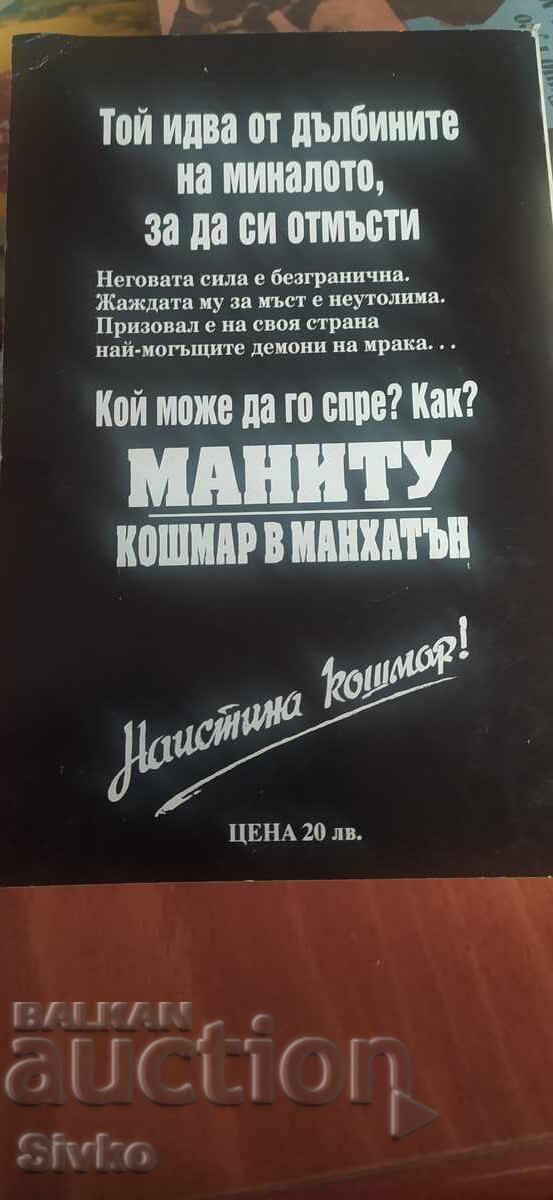 Той идва от дълбините
на миналото,
за да си отмъсти
Неговата сила е безгранична.
Жаждата му за мъст е неутолима.
Призовал е на своя страна
най-могъщите демони на мрака...
Кой може да го спре? Как?
МАНИТУ
КОШМАР В МАНХАТЪН
Наистина кошмар!
ЦЕНА 20 лв.
BALKAN
auction
Sivko